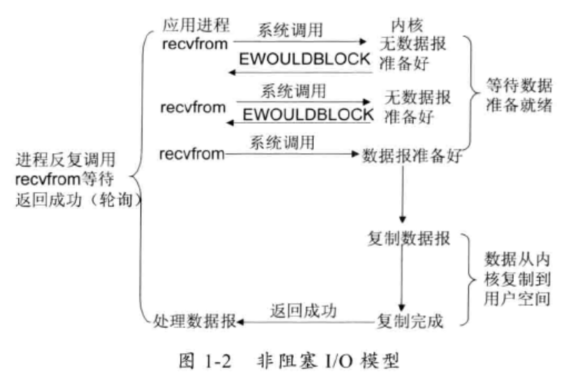 应用进程
系统调用
内核
recvfrom
无数据报
EWOULDBLOCK
准备好
系统调用
recvfrom
无数据报
EWOULDBLOCK
准备好
等待数据
准备就绪
系统调用
recvfrom
数据报准备好
进程反复调用
recvfrom等待
返回成功（轮询）
复制数据报
数据从内
核复制到
用户空间
返回成功
处理数据报
复制完成
图 1-2 非阻塞 I/O 模型